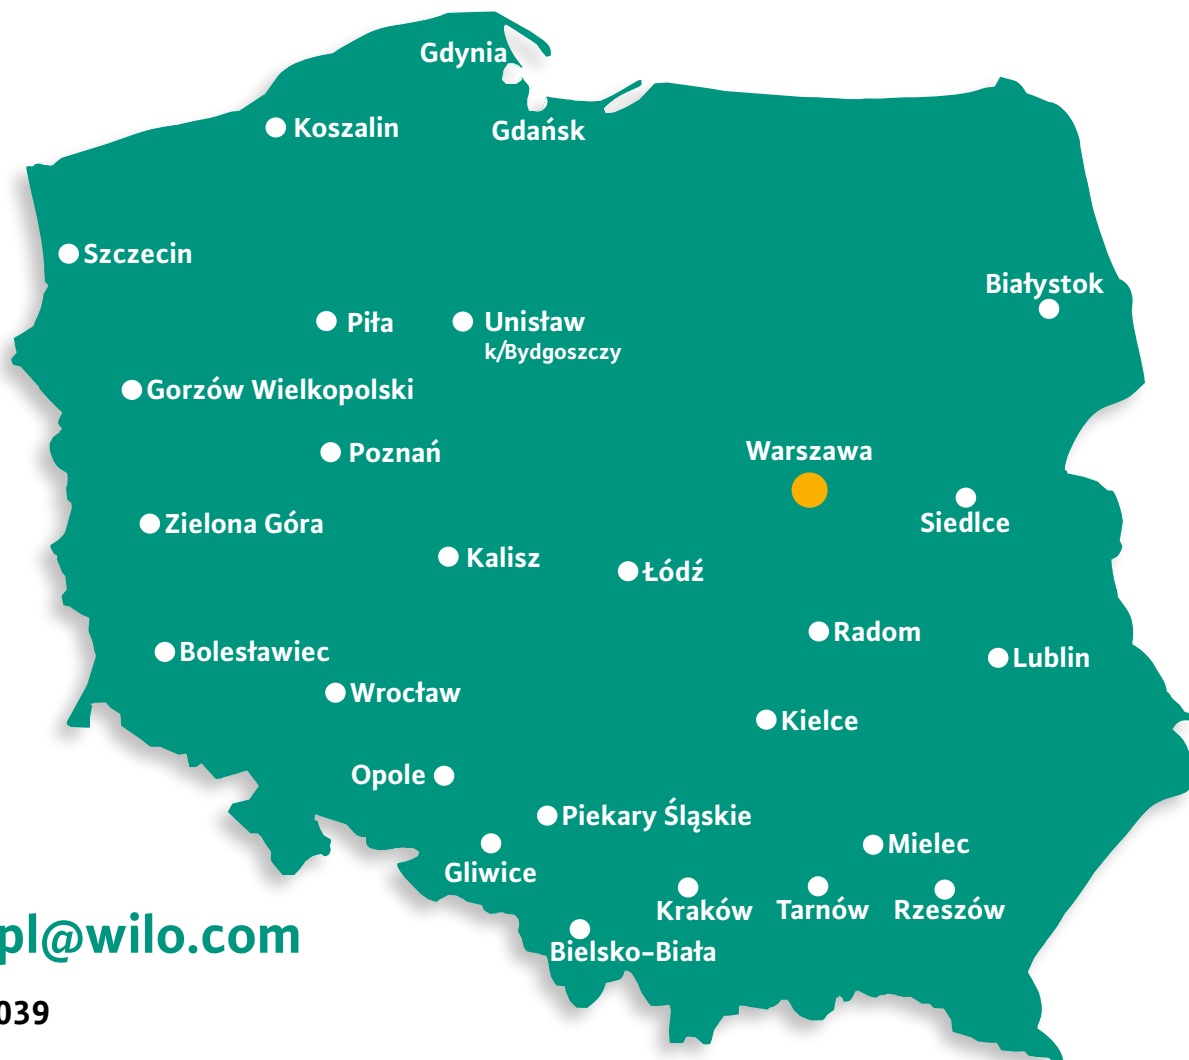 Gdynia
Koszalin
Gdańsk
Szczecin
Białystok
Piła
Unisław
k/Bydgoszczy
Gorzów Wielkopolski
Poznań
Warszawa
Siedlce
Zielona Góra
Kalisz
Łódź
Radom
Bolesławiec
Lublin
Wrocław
Kielce
Opole
Piekary Śląskie
Mielec
Gliwice
Kraków
Tarnów
Rzeszów
pl@wilo.com
Bielsko-Biała
039